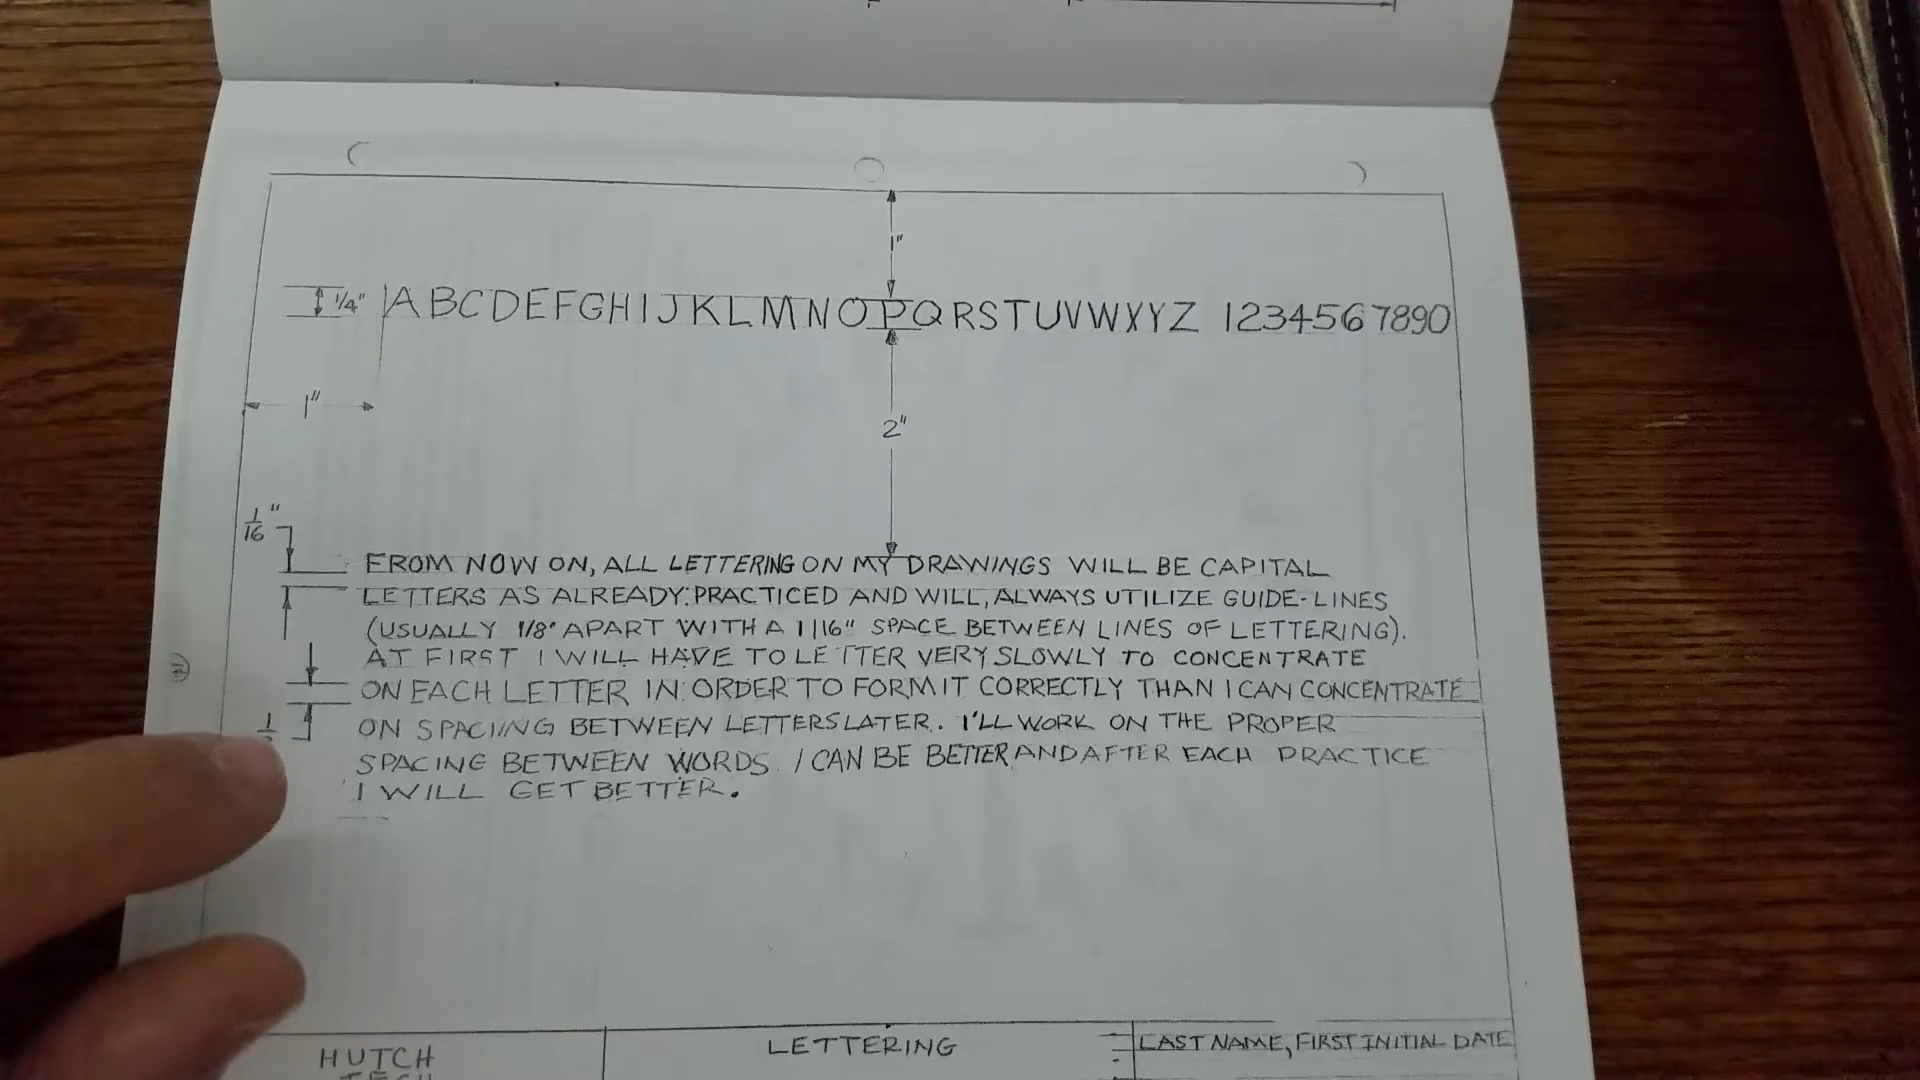 1"
1/4" ABCDEFGHIJKLMNOPQRSTUVWXYZ 1234567890
1"
2"
1/16"
FROM NOW ON, ALL LETTERING ON MY DRAWINGS WILL BE CAPITAL
LETTERS AS ALREADY PRACTICED AND WILL, ALWAYS UTILIZE GUIDE-LINES
(USUALLY 1/8" APART WITH A 1/16" SPACE BETWEEN LINES OF LETTERING).
AT FIRST I WILL HAVE TO LETTER VERY SLOWLY TO CONCENTRATE
ON EACH LETTER IN ORDER TO FORM IT CORRECTLY THAN I CAN CONCENTRATE
ON SPACING BETWEEN LETTERS LATER. I'LL WORK ON THE PROPER
SPACING BETWEEN WORDS. I CAN BE BETTER AND AFTER EACH PRACTICE
I WILL GET BETTER.
HUTCH
TECH
LETTERING
LAST NAME, FIRST INITIAL DATE